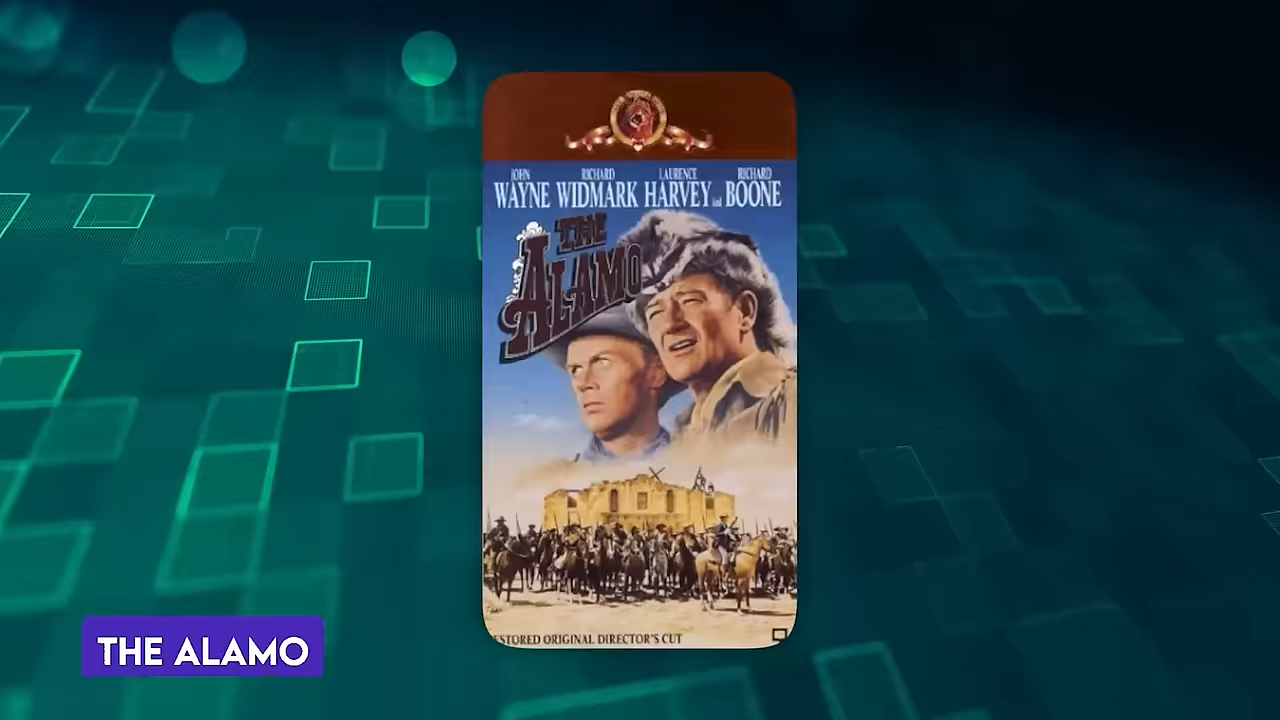 JOHN RICHARD LAURENCE RICHARD
WAYNE WIDMARK HARVEY and BOONE
THE
ALAMO
ESTORED ORIGINAL DIRECTOR'S CUT
THE ALAMO